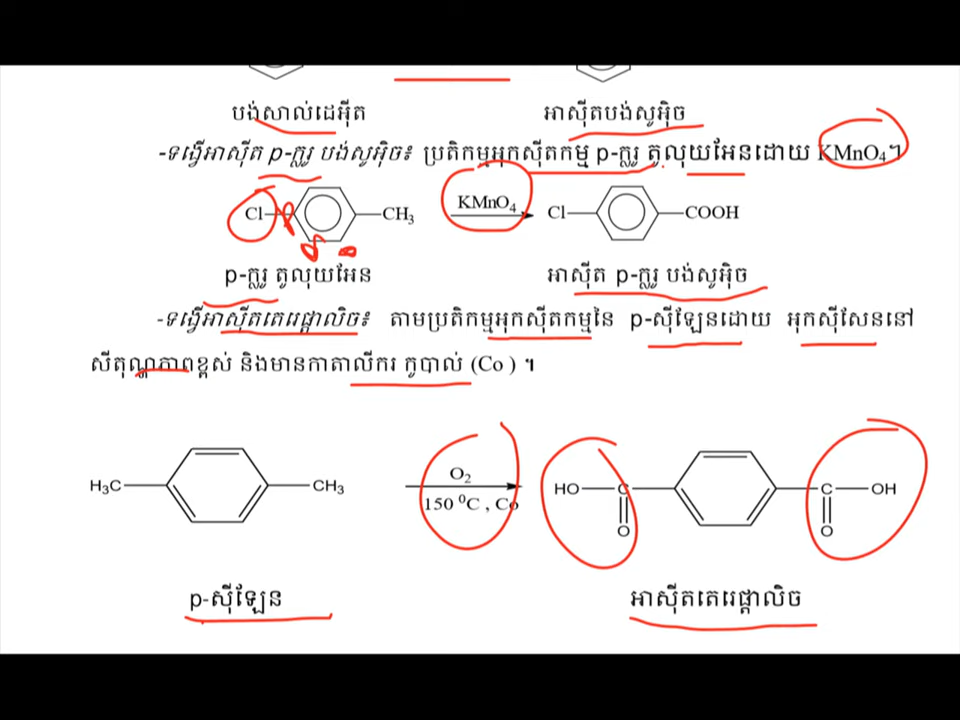 បង់សាល់ដេអ៊ីត អាស៊ីតបង់សូអ៊ិច
-ទង្វើអាស៊ីត p-ក្លរូ បង់សូអ៊ិច៖ ប្រតិកម្មអុកស៊ីតកម្ម p-ក្លរូ តូលុយអែនដោយ KMnO₄។
Cl CH₃ KMnO₄ Cl COOH
p-ក្លរូ តូលុយអែន អាស៊ីត p-ក្លរូ បង់សូអ៊ិច
-ទង្វើអាស៊ីតតេរេផ្តាលិច៖ តាមប្រតិកម្មអុកស៊ីតកម្មនៃ p-ស៊ីឡែនដោយ អុកស៊ីសែននៅ
សីតុណ្ហភាពខ្ពស់ និងមានកាតាលីករ កូបាល់ (Co ) ។
H₃C CH₃ O₂ HO C C OH
150 ⁰C , Co O O
p-ស៊ីឡែន អាស៊ីតតេរេផ្តាលិច